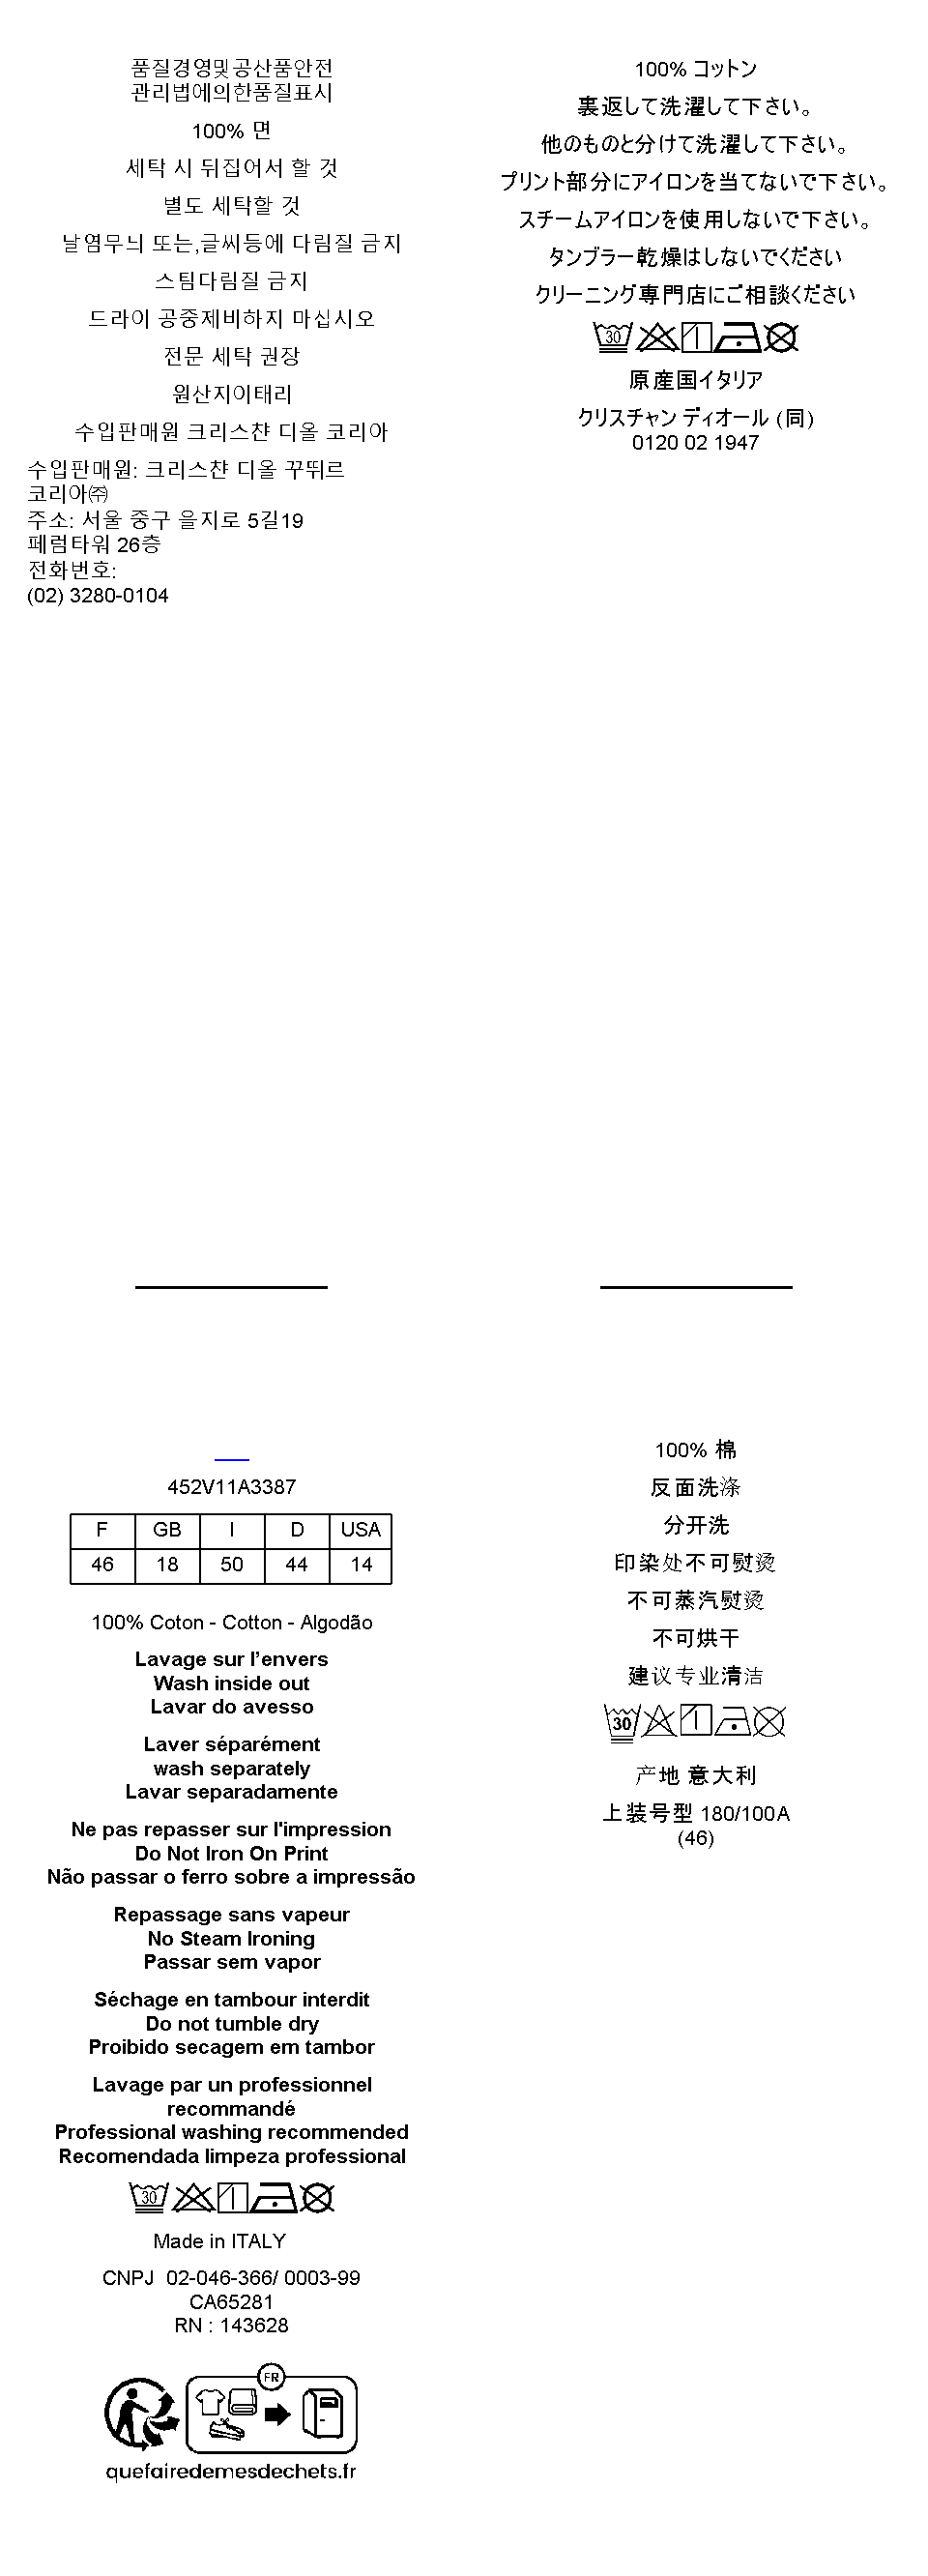 품질경영및공산품안전
관리법에의한품질표시
100% 면
세탁 시 뒤집어서 할 것
별도 세탁할 것
날염무늬 또는,글씨등에 다림질 금지
스팀다림질 금지
드라이 공중제비하지 마십시오
전문 세탁 권장
원산지이태리
수입판매원 크리스챤 디올 코리아
수입판매원: 크리스챤 디올 꾸뛰르
코리아㈜
주소: 서울 중구 을지로 5길19
페럼타워 26층
전화번호:
(02) 3280-0104
100% コットン
裏返して洗濯して下さい。
他のものと分けて洗濯して下さい。
プリント部分にアイロンを当てないで下さい。
スチームアイロンを使用しないで下さい。
タンブラー乾燥はしないでください
クリーニング専門店にご相談ください
30
原産国イタリア
クリスチャン ディオール (同)
0120 02 1947
452V11A3387
F GB I D USA
46 18 50 44 14
100% Coton - Cotton - Algodão
Lavage sur l’envers
Wash inside out
Lavar do avesso
Laver séparément
wash separately
Lavar separadamente
Ne pas repasser sur l'impression
Do Not Iron On Print
Não passar o ferro sobre a impressão
Repassage sans vapeur
No Steam Ironing
Passar sem vapor
Séchage en tambour interdit
Do not tumble dry
Proibido secagem em tambor
Lavage par un professionnel
recommandé
Professional washing recommended
Recomendada limpeza professional
30
Made in ITALY
CNPJ  02-046-366/ 0003-99
CA65281
RN : 143628
FR
quefairedemesdechets.fr
100% 棉
反面洗涤
分开洗
印染处不可熨烫
不可蒸汽熨烫
不可烘干
建议专业清洁
30
产地 意大利
上装号型 180/100A
(46)